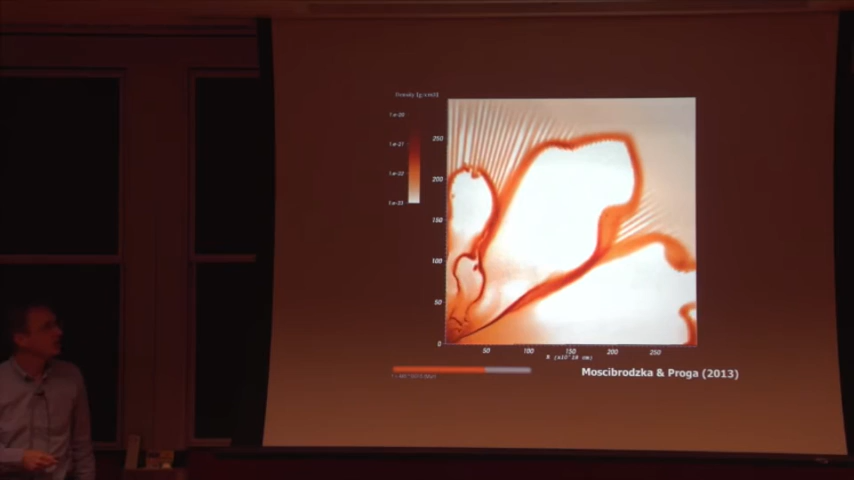 Density [g/cm3]
1e-20
1e-21
1e-22
1e-23
250
200
150
100
50
0
50
100
150
200
250
Moscibrodzka & Proga (2013)